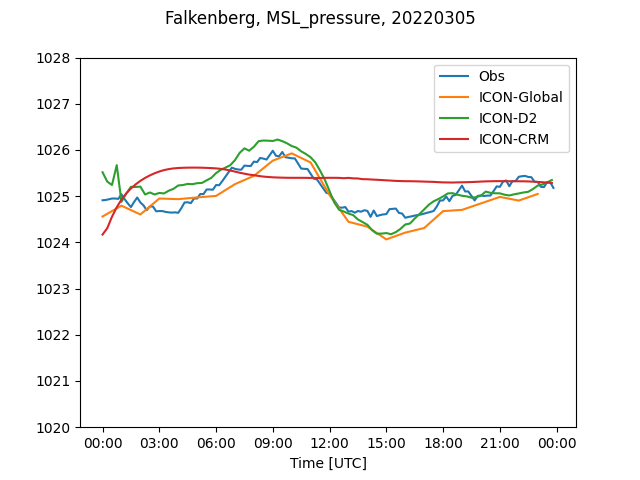 Falkenberg, MSL_pressure, 20220305
1028
1027
1026
1025
1024
1023
1022
1021
1020
Obs
ICON-Global
ICON-D2
ICON-CRM
00:00 03:00 06:00 09:00 12:00 15:00 18:00 21:00 00:00
Time [UTC]